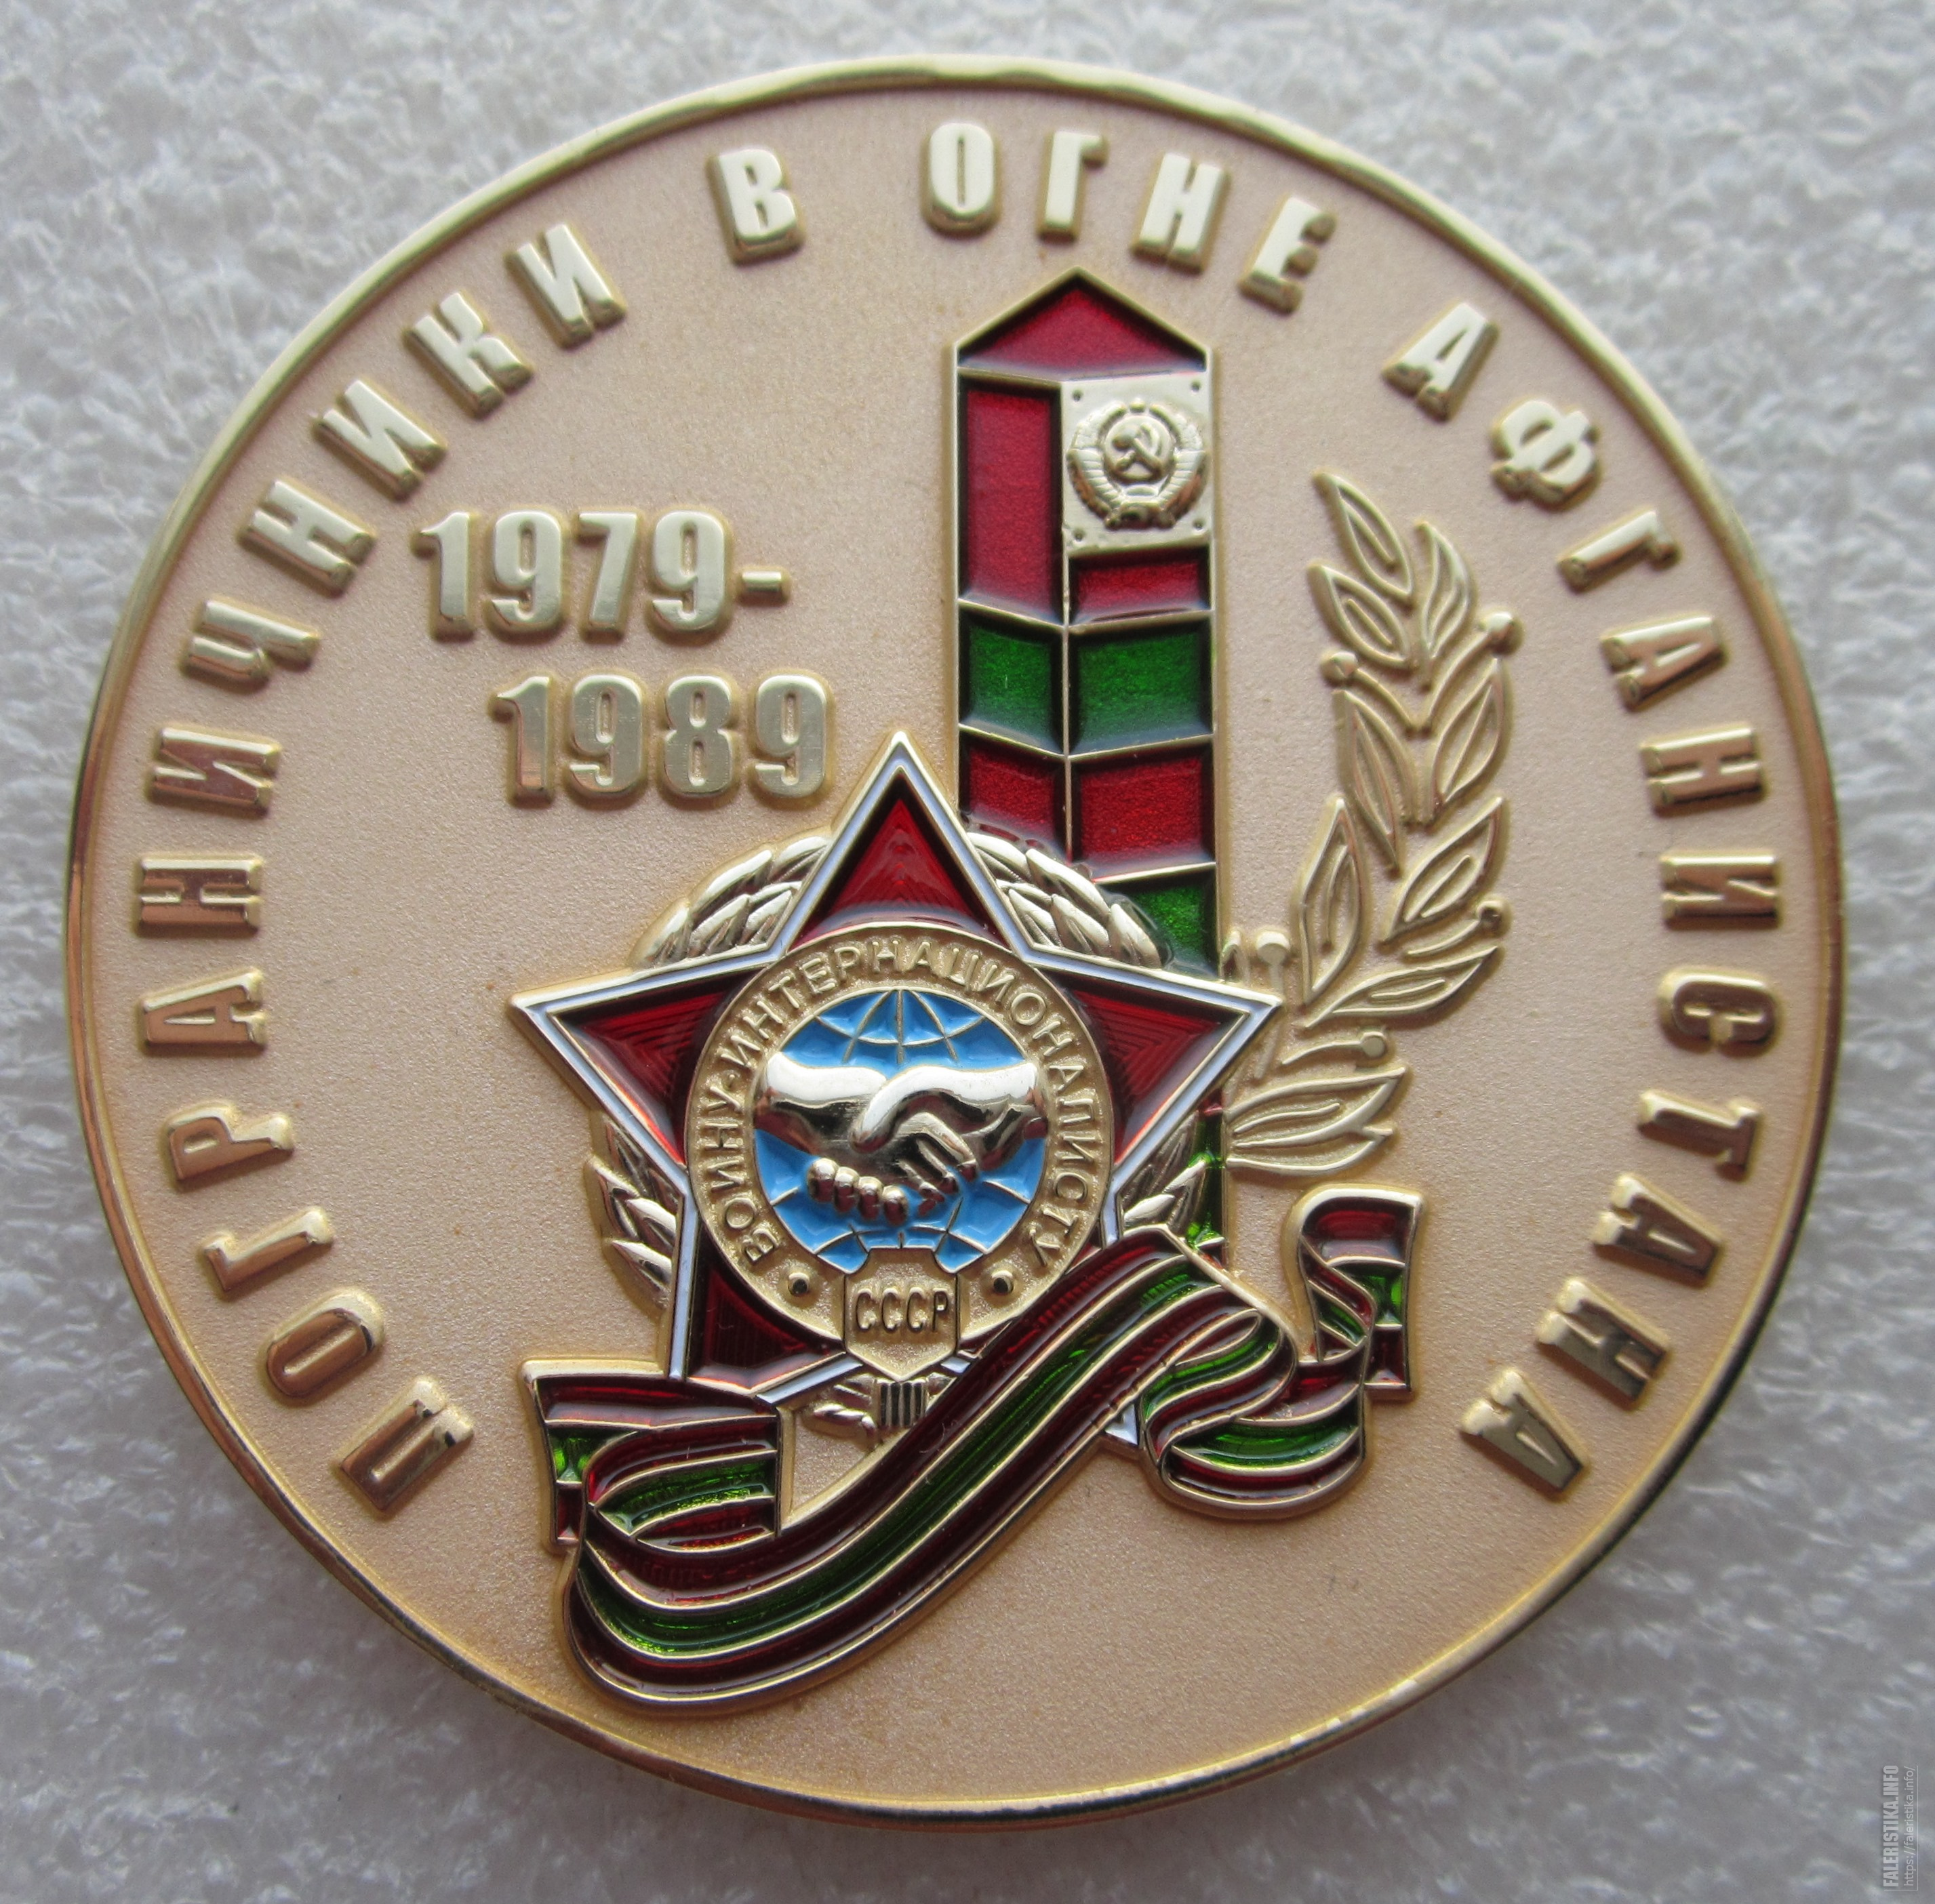 ПОГРАНИЧНИКИ В ОГНЕ АФГАНИСТАНА
1979-
1989
ВОИНУ·ИНТЕРНАЦИОНАЛИСТУ
СССР
FALERISTIKA.INFO
https://faleristika.info/